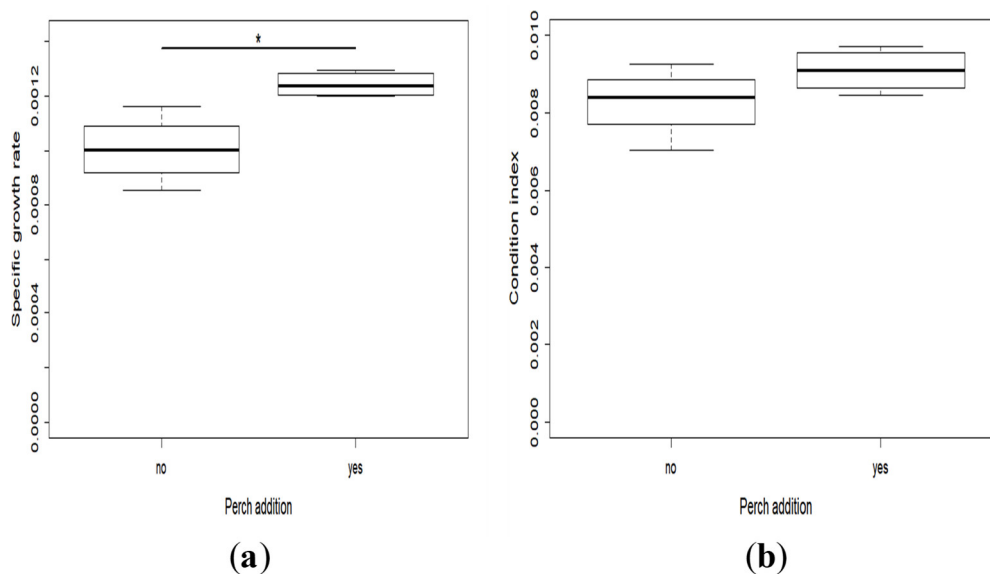 *
Specific growth rate
0.0012
0.0008
0.0004
0.0000
no
yes
Perch addition
(a)
Condition index
0.010
0.008
0.006
0.004
0.002
0.000
no
yes
Perch addition
(b)